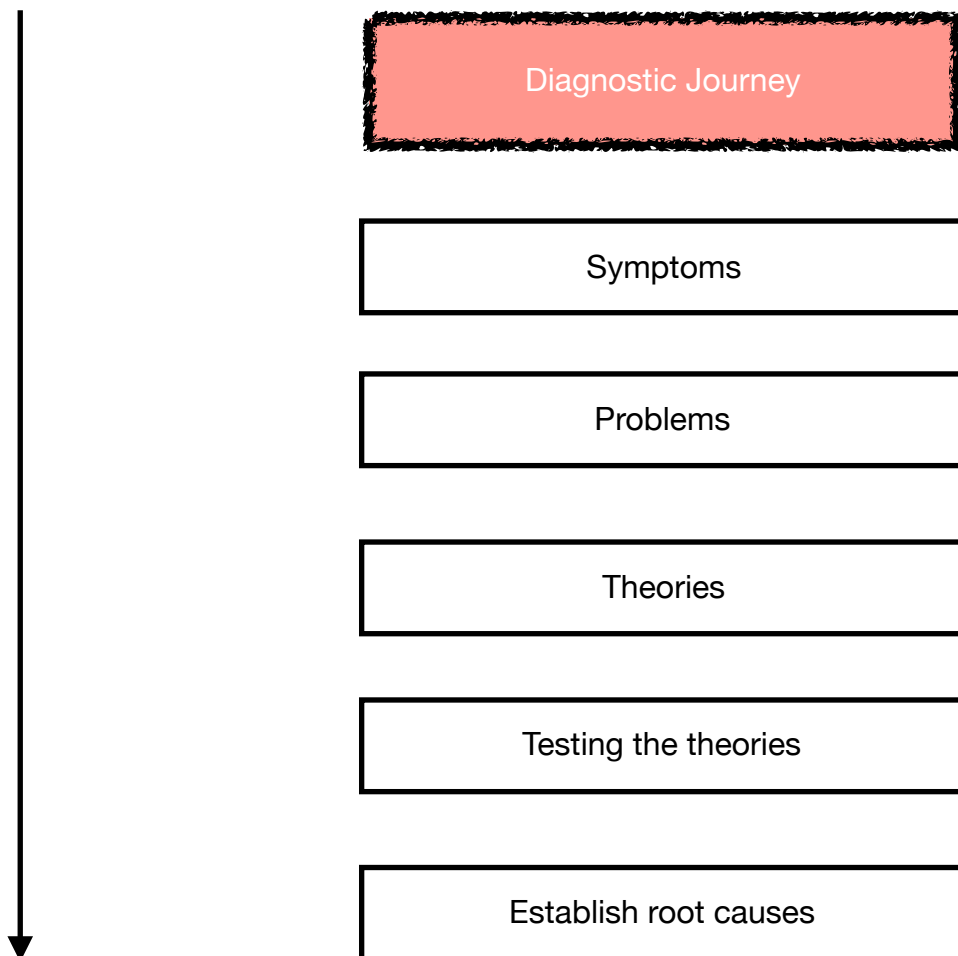 Diagnostic Journey
Symptoms
Problems
Theories
Testing the theories
Establish root causes